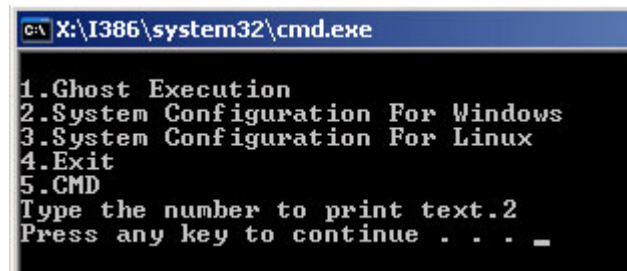 X:\I386\system32\cmd.exe
1.Ghost Execution
2.System Configuration For Windows
3.System Configuration For Linux
4.Exit
5.CMD
Type the number to print text.2
Press any key to continue . . . _